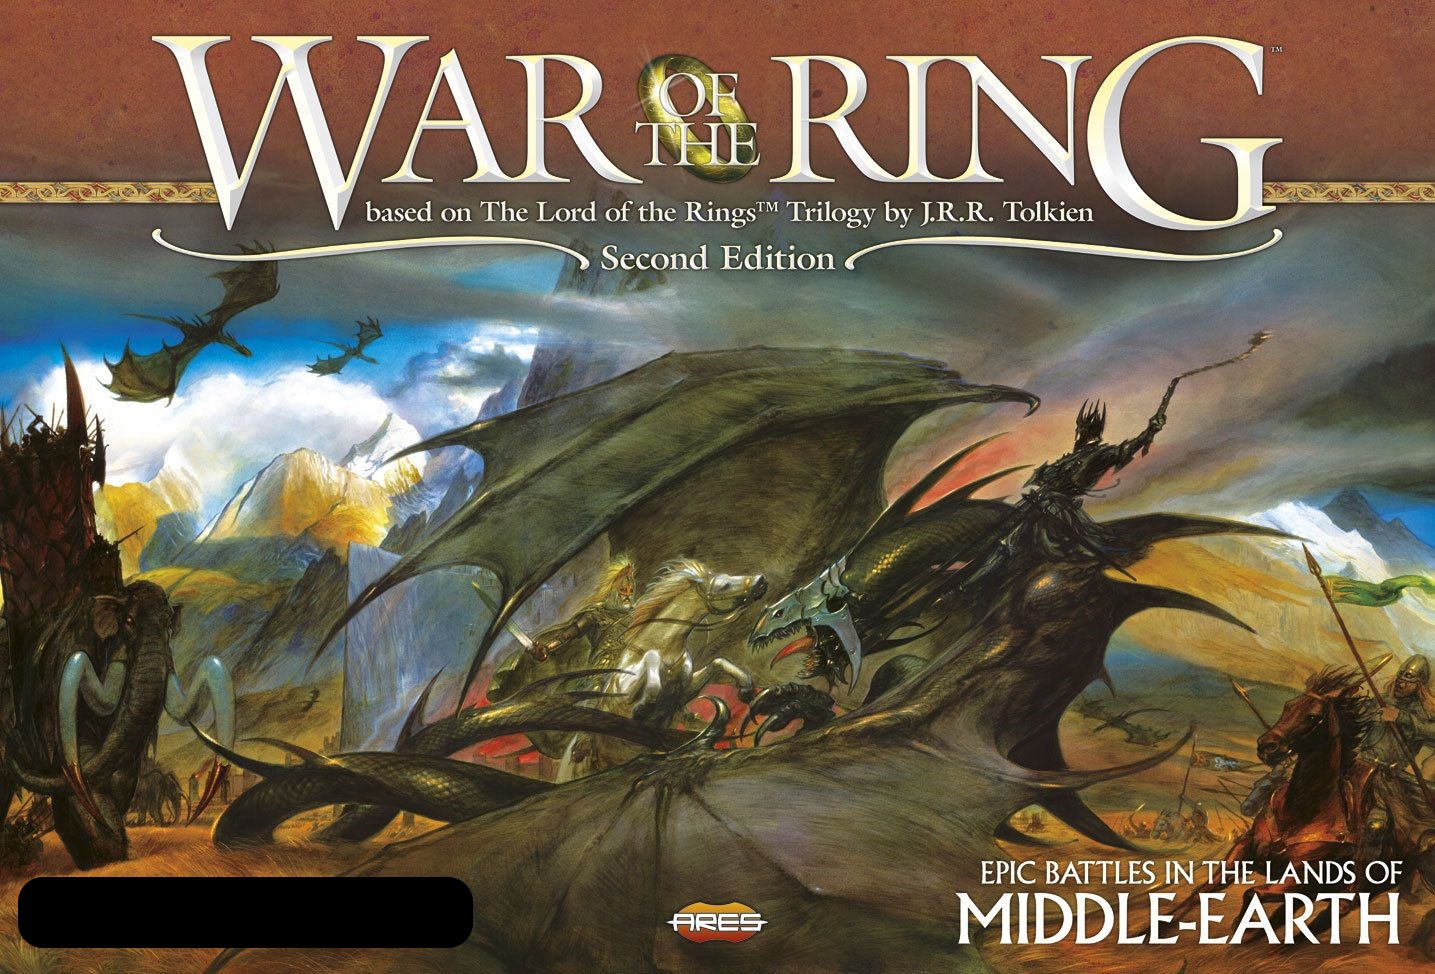 WAR OF THE RING™
based on The Lord of the Rings™ Trilogy by J.R.R. Tolkien
Second Edition
EPIC BATTLES IN THE LANDS OF
MIDDLE-EARTH
ARES